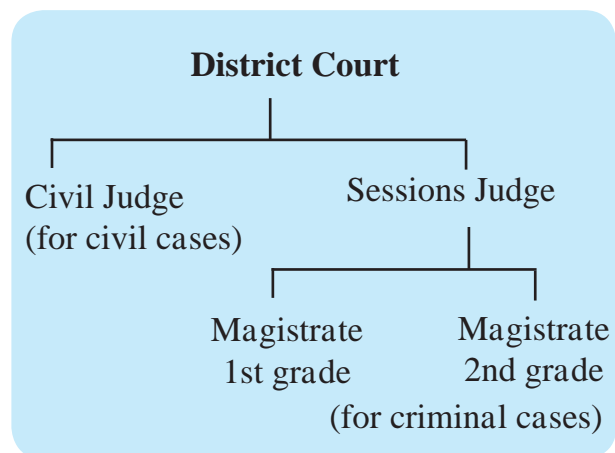 District Court
Civil Judge
(for civil cases)
Sessions Judge
Magistrate
1st grade
Magistrate
2nd grade
(for criminal cases)